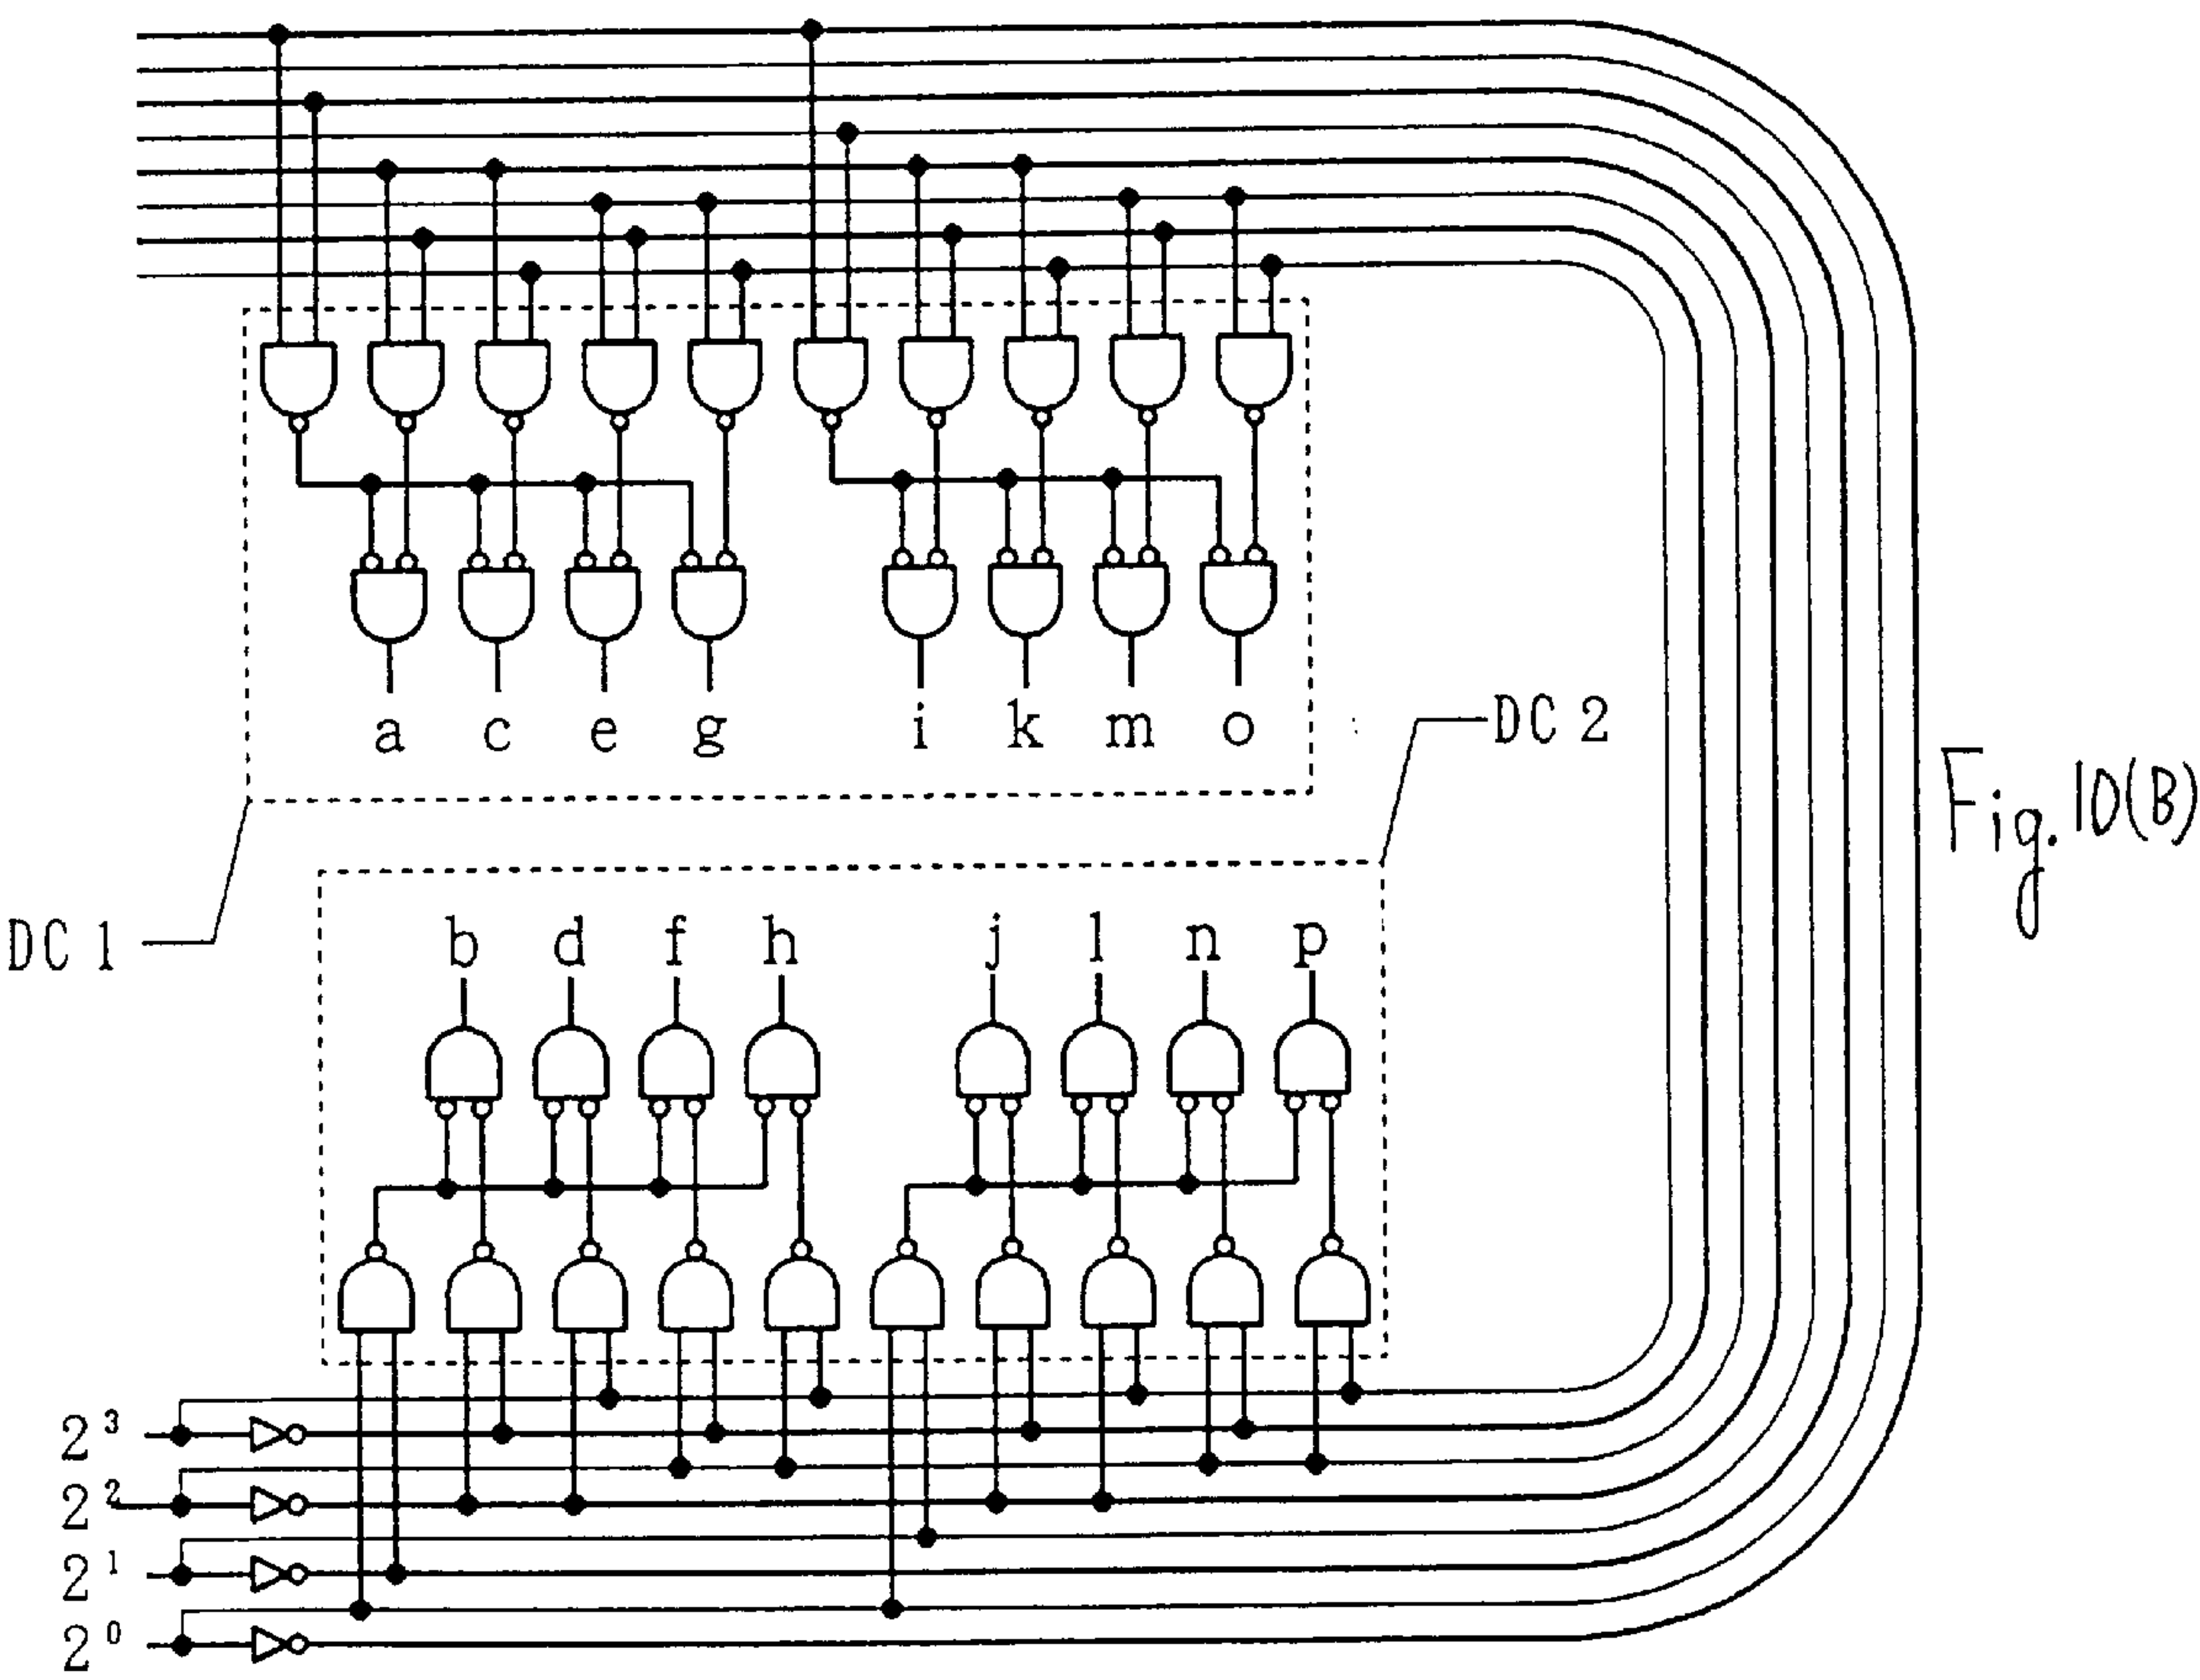 a c e g i k m o
DC 2
Fig. 10(B)
DC 1
b d f h j l n p
2³
2²
2¹
2⁰